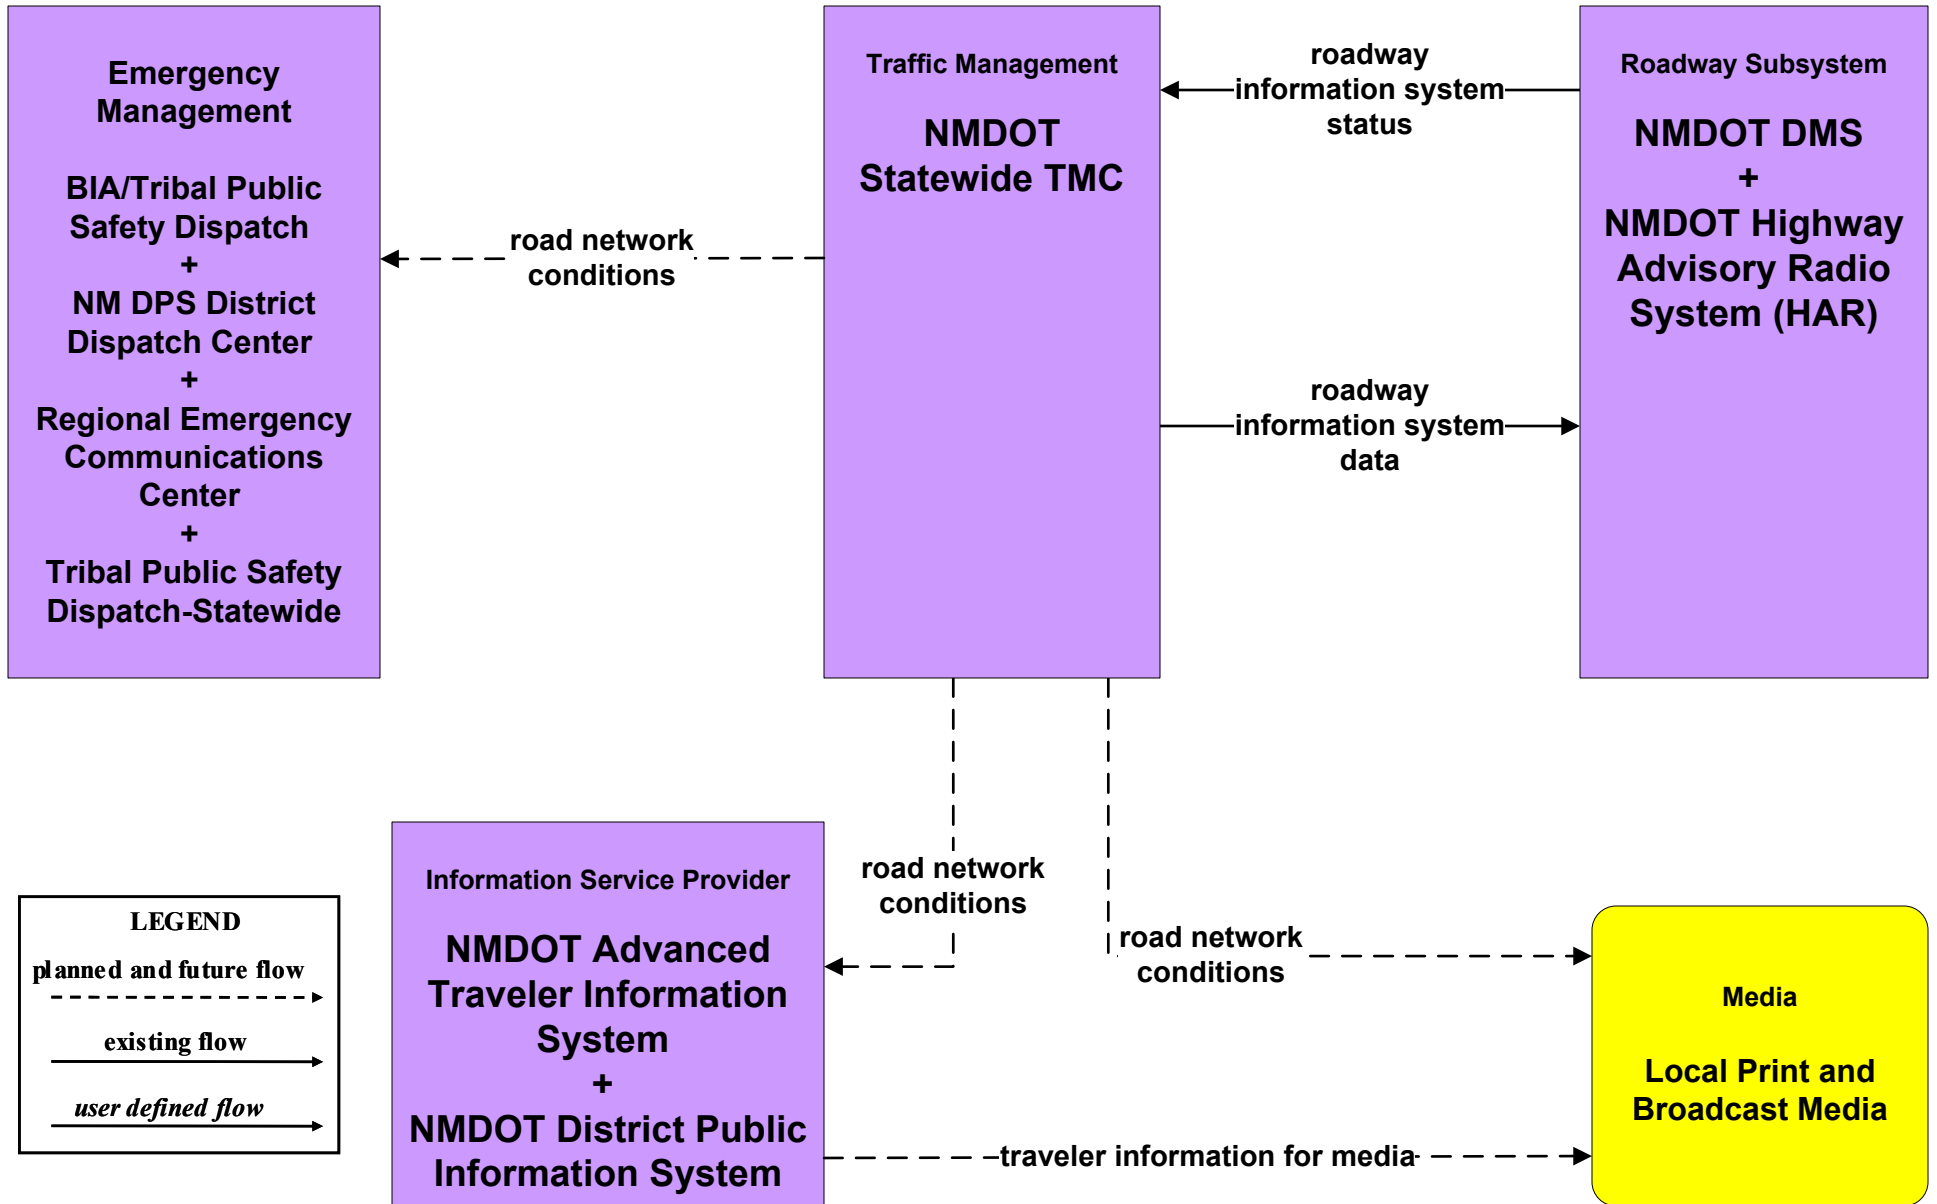 Emergency
Management
BIA/Tribal Public
Safety Dispatch
+
NM DPS District
Dispatch Center
+
Regional Emergency
Communications
Center
+
Tribal Public Safety
Dispatch-Statewide
road network
conditions
Traffic Management
NMDOT
Statewide TMC
roadway
information system
status
roadway
information system
data
Roadway Subsystem
NMDOT DMS
+
NMDOT Highway
Advisory Radio
System (HAR)
LEGEND
planned and future flow
existing flow
user defined flow
Information Service Provider
NMDOT Advanced
Traveler Information
System
+
NMDOT District Public
Information System
road network
conditions
road network
conditions
traveler information for media
Media
Local Print and
Broadcast Media